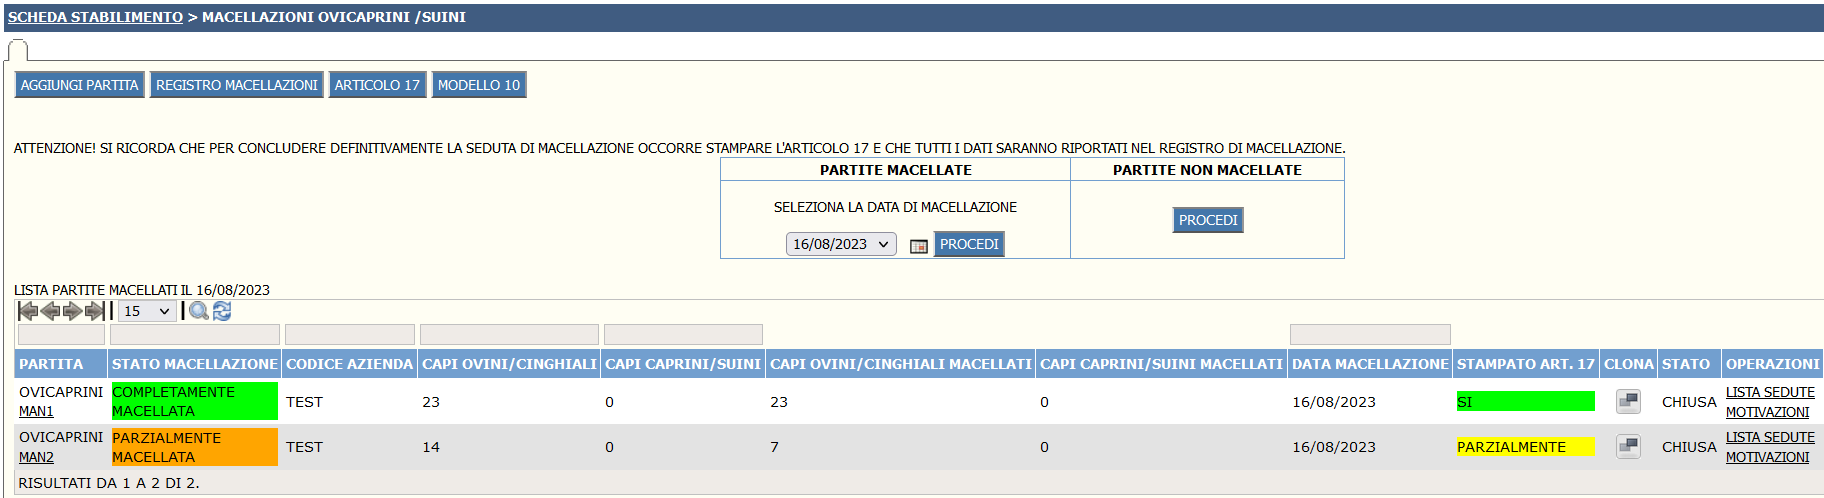 SCHEDA STABILIMENTO > MACELLAZIONI OVICAPRINI /SUINI
AGGIUNGI PARTITA REGISTRO MACELLAZIONI ARTICOLO 17 MODELLO 10
ATTENZIONE! SI RICORDA CHE PER CONCLUDERE DEFINITIVAMENTE LA SEDUTA DI MACELLAZIONE OCCORRE STAMPARE L'ARTICOLO 17 E CHE TUTTI I DATI SARANNO RIPORTATI NEL REGISTRO DI MACELLAZIONE.
PARTITE MACELLATE PARTITE NON MACELLATE
SELEZIONA LA DATA DI MACELLAZIONE
PROCEDI
16/08/2023 PROCEDI
LISTA PARTITE MACELLATI IL 16/08/2023
15
PARTITA STATO MACELLAZIONE CODICE AZIENDA CAPI OVINI/CINGHIALI CAPI CAPRINI/SUINI CAPI OVINI/CINGHIALI MACELLATI CAPI CAPRINI/SUINI MACELLATI DATA MACELLAZIONE STAMPATO ART. 17 CLONA STATO OPERAZIONI
OVICAPRINI COMPLETAMENTE LISTA SEDUTE
TEST 23 0 23 0 16/08/2023 SI CHIUSA
MAN1 MACELLATA MOTIVAZIONI
OVICAPRINI PARZIALMENTE LISTA SEDUTE
TEST 14 0 7 0 16/08/2023 PARZIALMENTE CHIUSA
MAN2 MACELLATA MOTIVAZIONI
RISULTATI DA 1 A 2 DI 2.